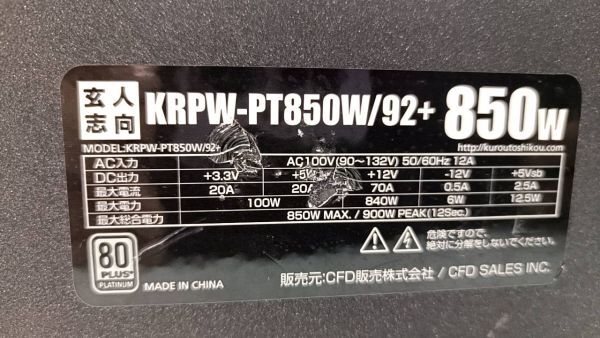 玄人
志向
KRPW-PT850W/92+ 850W
MODEL:KRPW-PT850W/92+ http://kuroutoshikou.com/
AC入力 AC100V(90~132V) 50/60Hz 12A
DC出力 +3.3V +5V +12V -12V +5Vsb
最大電流 20A 20A 70A 0.5A 2.5A
最大電力 100W 840W 6W 12.5W
最大総合電力 850W MAX. / 900W PEAK(12Sec.)
危険ですので、
絶対に分解をしないでください。
80
PLUS
PLATINUM
MADE IN CHINA
販売元:CFD販売株式会社 / CFD SALES INC.